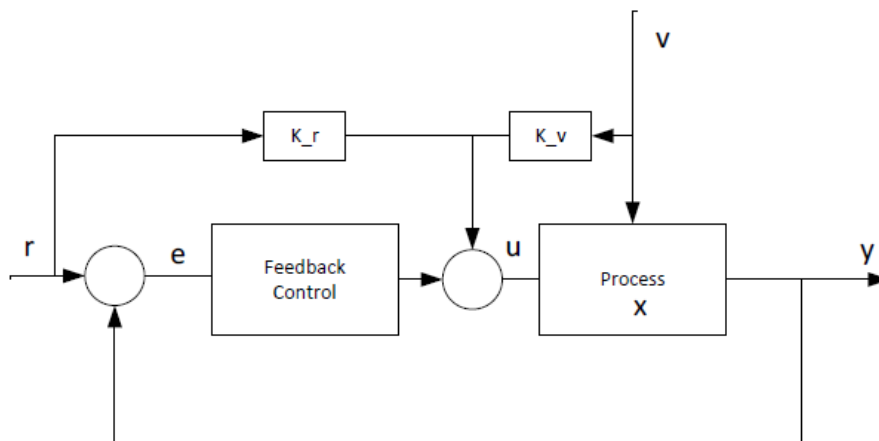 v
K_r
K_v
r
e
Feedback
Control
u
Process
x
y